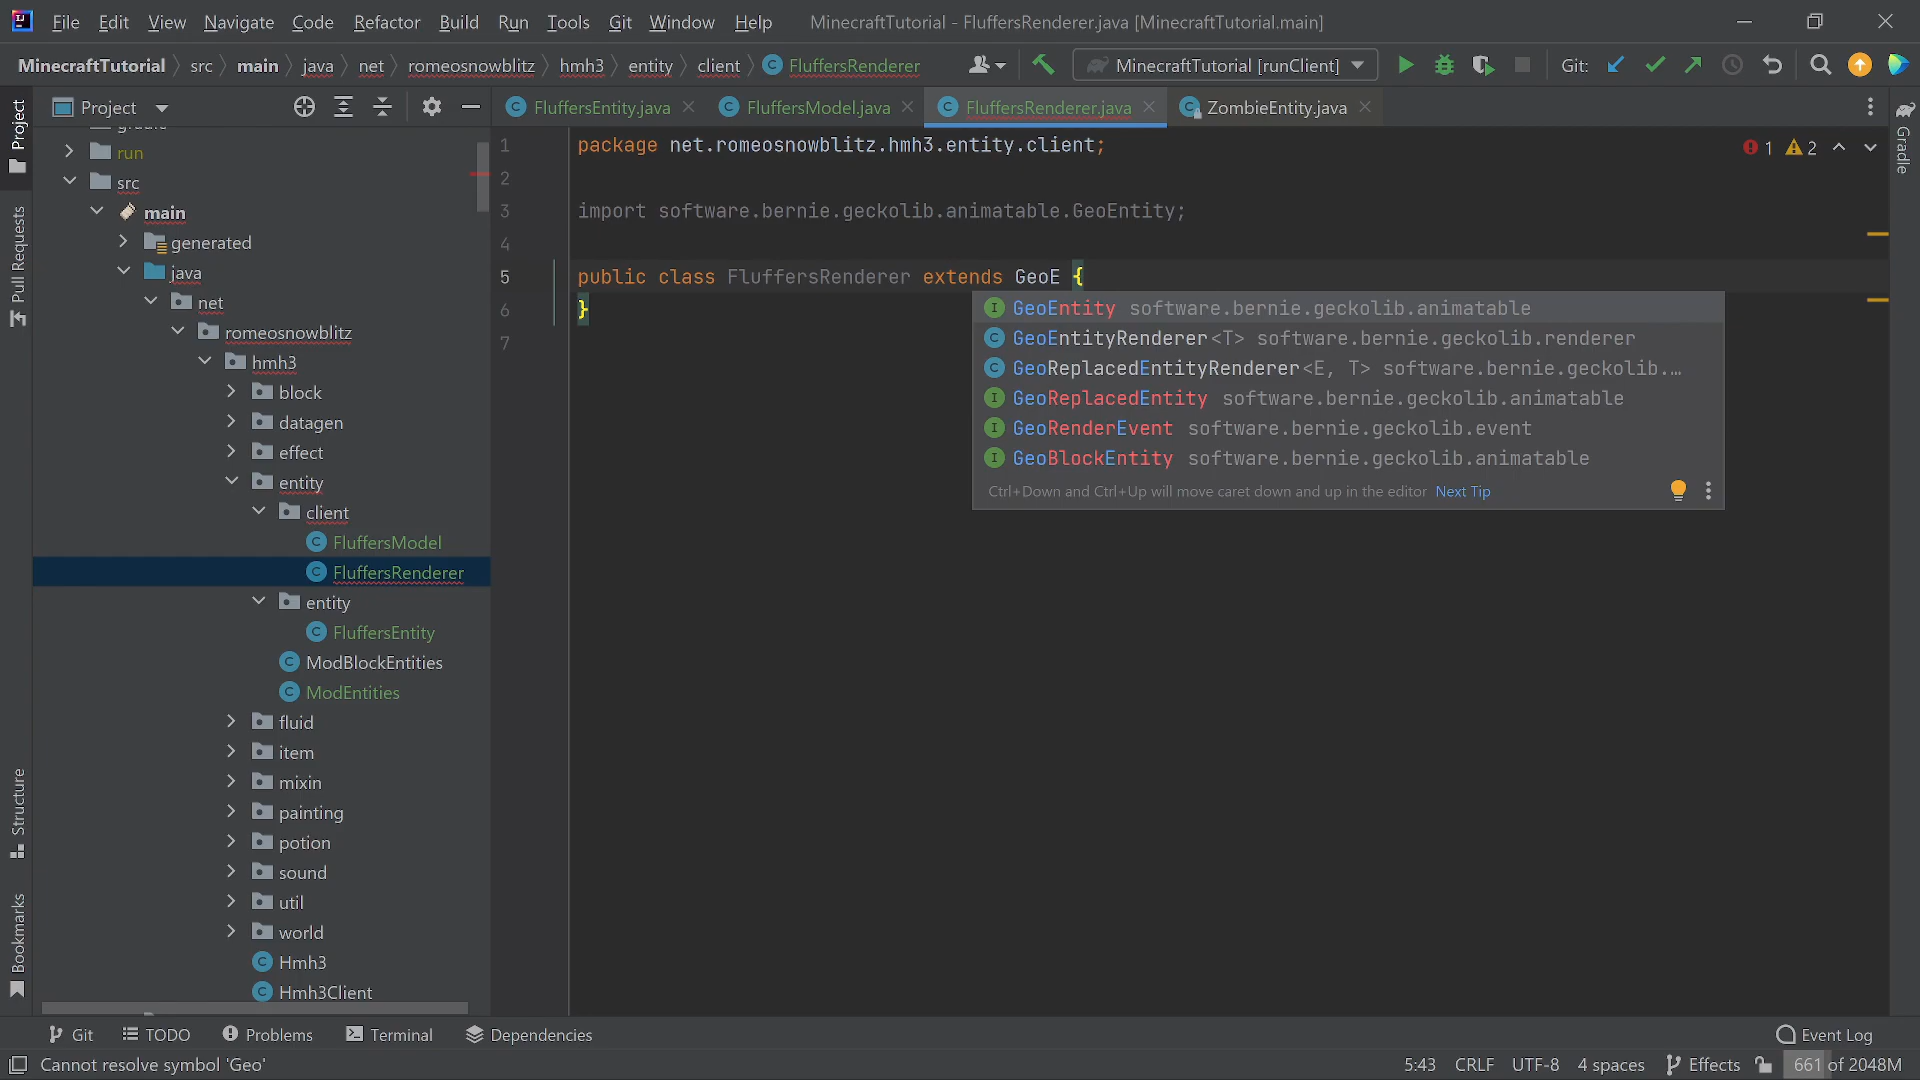 File Edit View Navigate Code Refactor Build Run Tools Git Window Help MinecraftTutorial - FluffersRenderer.java [MinecraftTutorial.main]
MinecraftTutorial src main java net romeosnowblitz hmh3 entity client FluffersRenderer MinecraftTutorial [runClient] Git:
Project
FluffersEntity.java FluffersModel.java FluffersRenderer.java ZombieEntity.java
Project
Pull Requests
Structure
Bookmarks
Gradle
gradle
run
src
main
generated
java
net
romeosnowblitz
hmh3
block
datagen
effect
entity
client
FluffersModel
FluffersRenderer
entity
FluffersEntity
ModBlockEntities
ModEntities
fluid
item
mixin
painting
potion
sound
util
world
Hmh3
Hmh3Client
1 package net.romeosnowblitz.hmh3.entity.client;
2
3 import software.bernie.geckolib.animatable.GeoEntity;
4
5 public class FluffersRenderer extends GeoE {
6 }
7
1 2
GeoEntity software.bernie.geckolib.animatable
GeoEntityRenderer<T> software.bernie.geckolib.renderer
GeoReplacedEntityRenderer<E, T> software.bernie.geckolib.…
GeoReplacedEntity software.bernie.geckolib.animatable
GeoRenderEvent software.bernie.geckolib.event
GeoBlockEntity software.bernie.geckolib.animatable
Ctrl+Down and Ctrl+Up will move caret down and up in the editor Next Tip
Git TODO Problems Terminal Dependencies Event Log
Cannot resolve symbol 'Geo' 5:43 CRLF UTF-8 4 spaces Effects 661 of 2048M